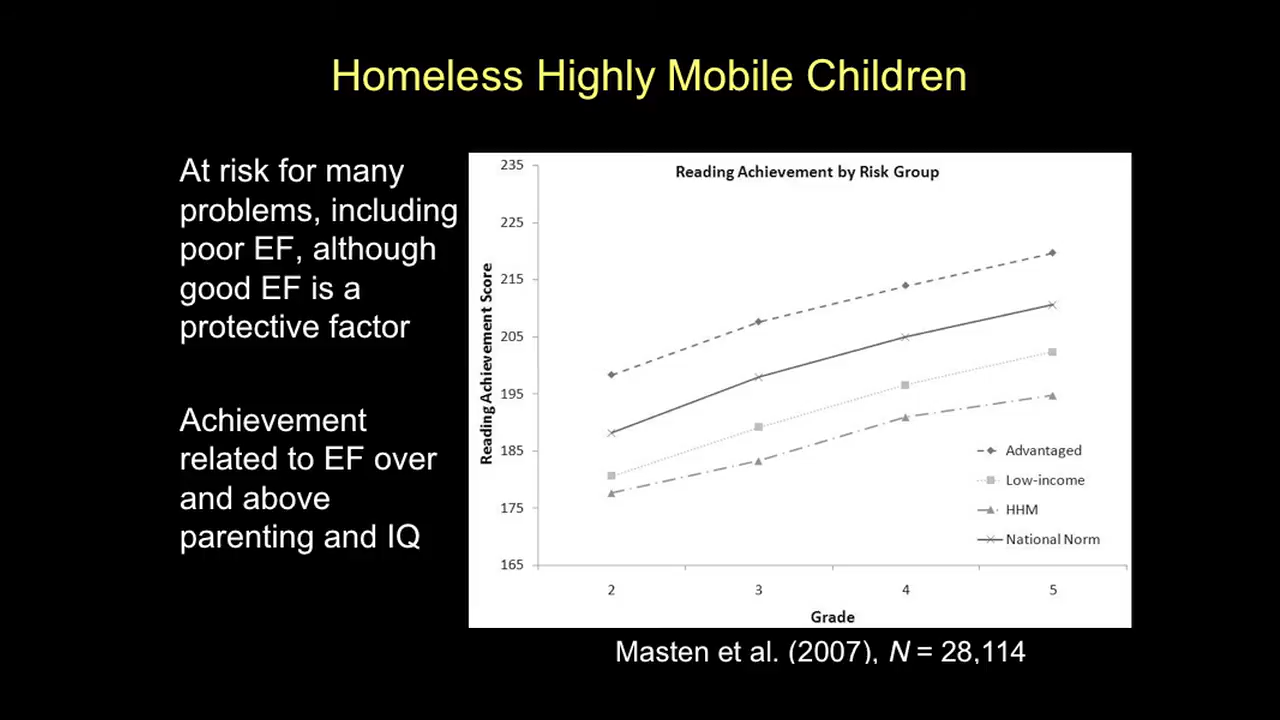 Homeless Highly Mobile Children
At risk for many
problems, including
poor EF, although
good EF is a
protective factor
Achievement
related to EF over
and above
parenting and IQ
Reading Achievement by Risk Group
Reading Achievement Score
235
225
215
205
195
185
175
165
2 3 4 5
Grade
Advantaged
Low-income
HHM
National Norm
Masten et al. (2007), N = 28,114